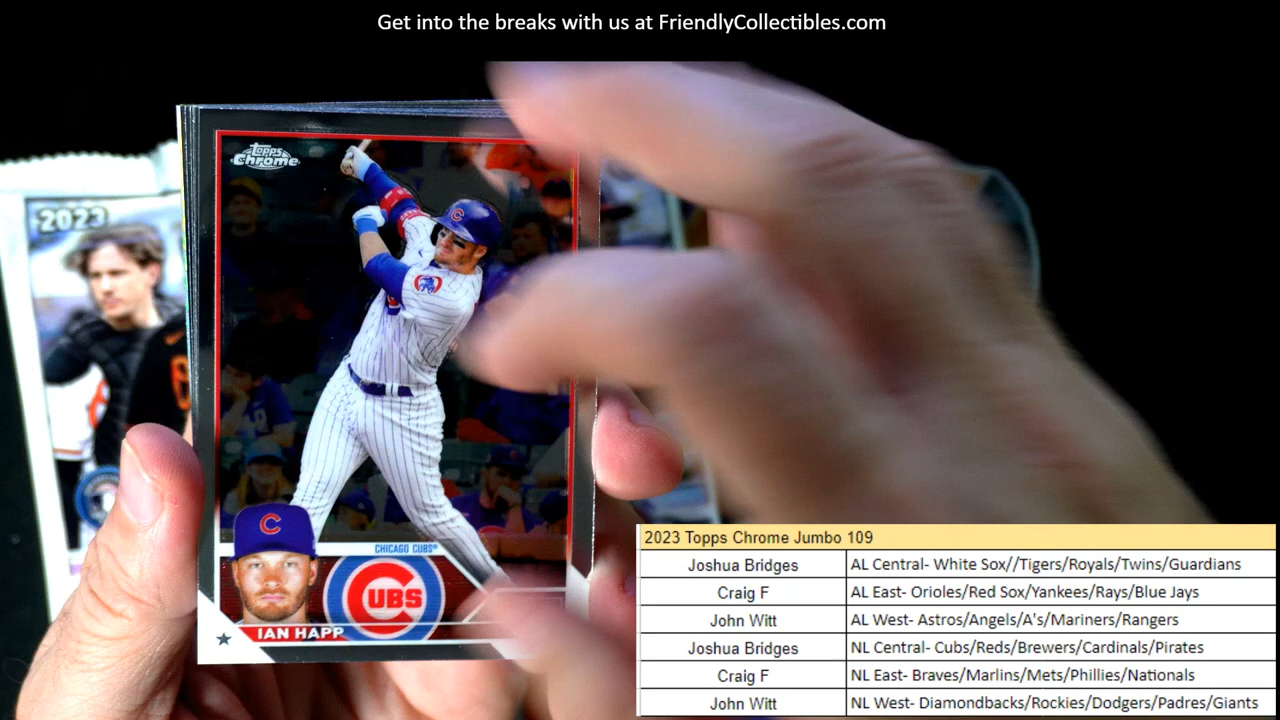 Get into the breaks with us at FriendlyCollectibles.com
2023
Topps
Chrome
CHICAGO CUBS®
CUBS
IAN HAPP
2023 Topps Chrome Jumbo 109
Joshua Bridges AL Central- White Sox//Tigers/Royals/Twins/Guardians
Craig F AL East- Orioles/Red Sox/Yankees/Rays/Blue Jays
John Witt AL West- Astros/Angels/A's/Mariners/Rangers
Joshua Bridges NL Central- Cubs/Reds/Brewers/Cardinals/Pirates
Craig F NL East- Braves/Marlins/Mets/Phillies/Nationals
John Witt NL West- Diamondbacks/Rockies/Dodgers/Padres/Giants